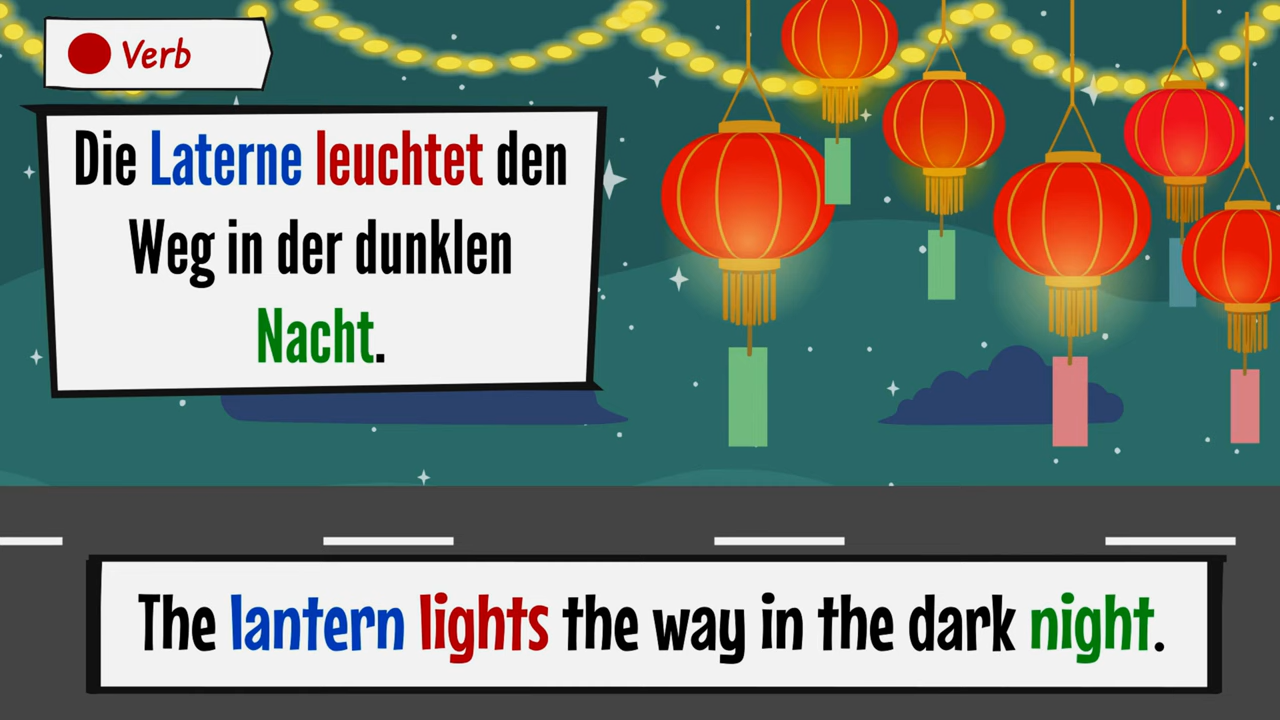 Verb
Die Laterne leuchtet den
Weg in der dunklen
Nacht.
The lantern lights the way in the dark night.